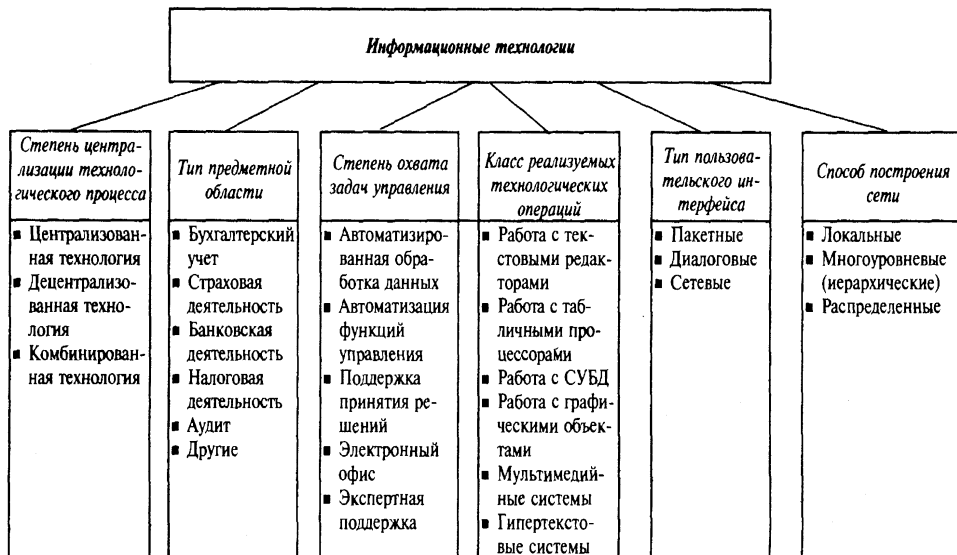 Информационные технологии
Степень центра-
лизации техноло-
гического процесса
■ Централизован-
ная технология
■ Децентрализо-
ванная техно-
логия
■ Комбинирован-
ная технология
Тип предметной
области
■ Бухгалтерский
учет
■ Страховая
деятельность
■ Банковская
деятельность
■ Налоговая
деятельность
■ Аудит
■ Другие
Степень охвата
задач управления
■ Автоматизиро-
ванная обра-
ботка данных
■ Автоматизация
функций
управления
■ Поддержка
принятия ре-
шений
■ Электронный
офис
■ Экспертная
поддержка
Класс реализуемых
технологических
операций
■ Работа с тек-
стовыми редак-
торами
■ Работа с таб-
личными про-
цессорами
■ Работа с СУБД
■ Работа с графи-
ческими объек-
тами
■ Мультимедий-
ные системы
■ Гипертексто-
вые системы
Тип пользова-
тельского ин-
терфейса
■ Пакетные
■ Диалоговые
■ Сетевые
Способ построения
сети
■ Локальные
■ Многоуровневые
(иерархические)
■ Распределенные